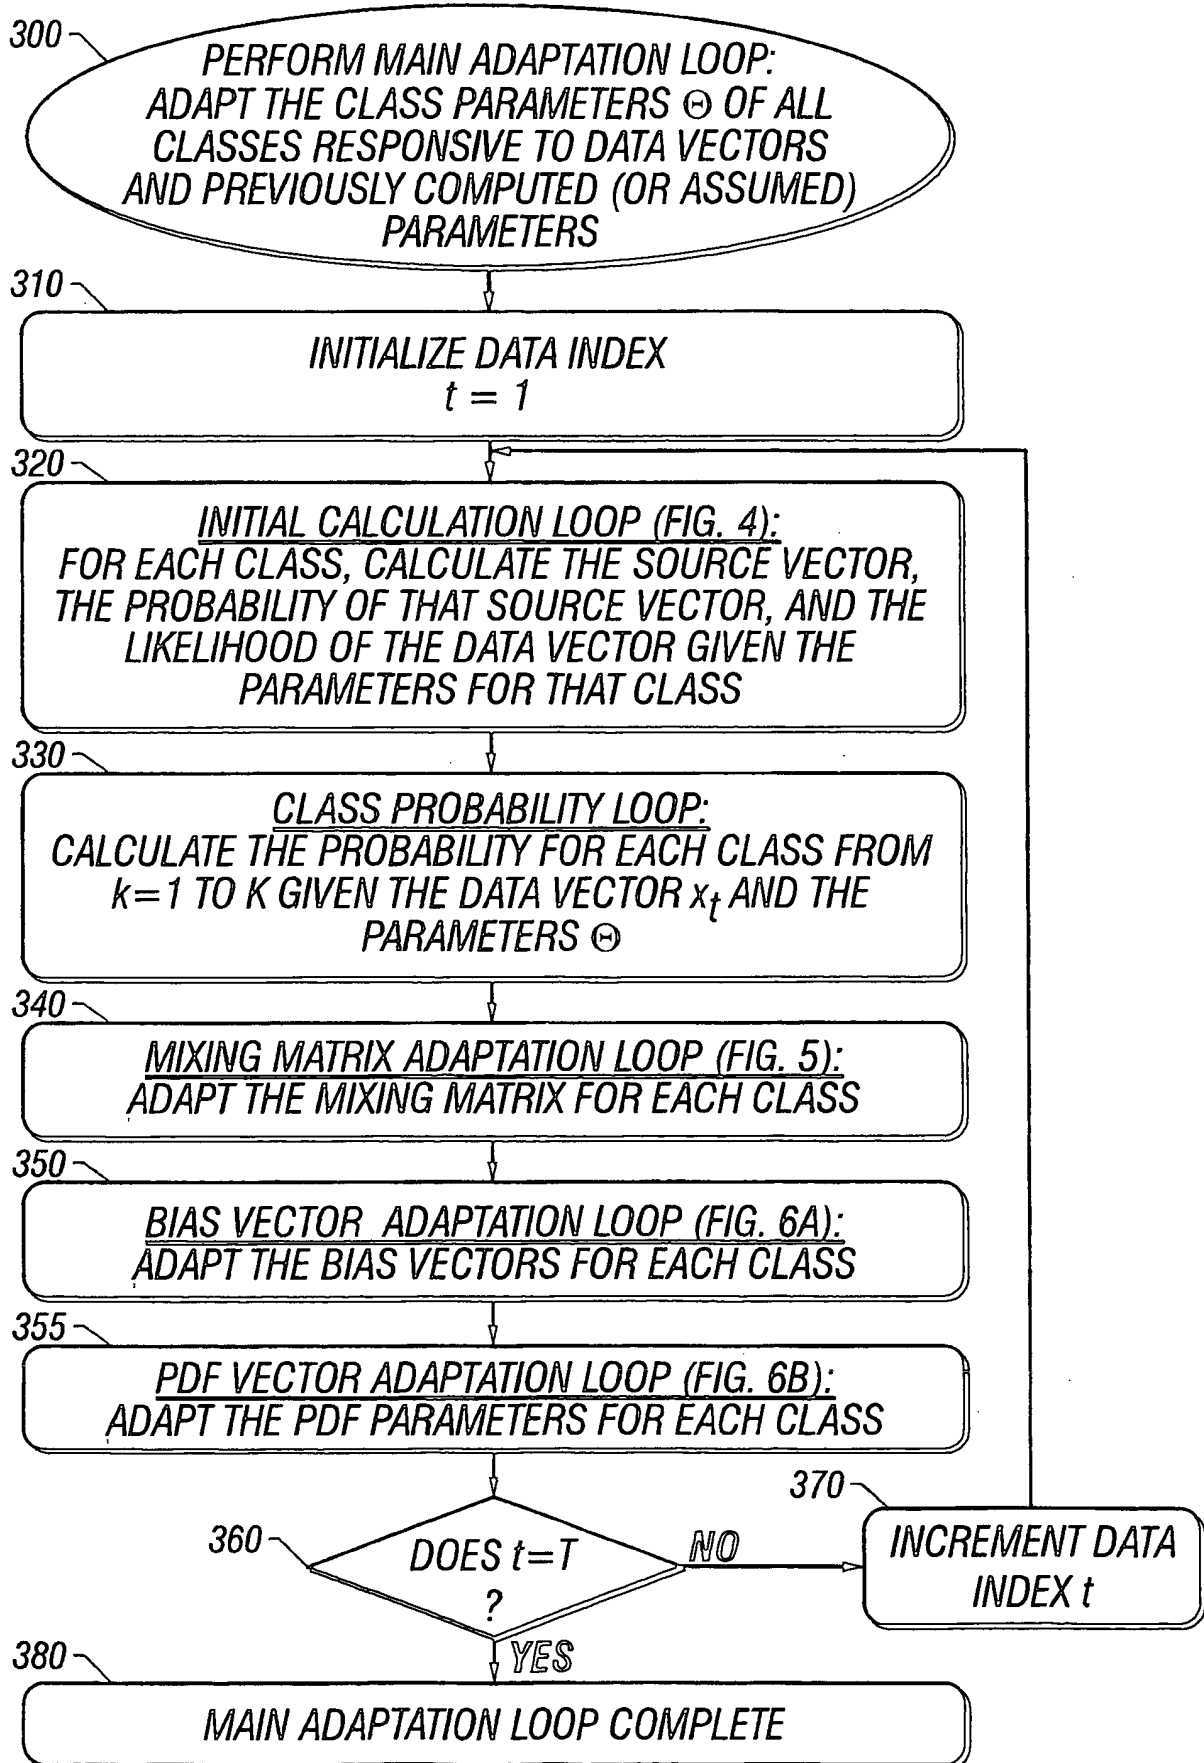 300
PERFORM MAIN ADAPTATION LOOP:
ADAPT THE CLASS PARAMETERS Θ OF ALL
CLASSES RESPONSIVE TO DATA VECTORS
AND PREVIOUSLY COMPUTED (OR ASSUMED)
PARAMETERS
310
INITIALIZE DATA INDEX
t = 1
320
INITIAL CALCULATION LOOP (FIG. 4):
FOR EACH CLASS, CALCULATE THE SOURCE VECTOR,
THE PROBABILITY OF THAT SOURCE VECTOR, AND THE
LIKELIHOOD OF THE DATA VECTOR GIVEN THE
PARAMETERS FOR THAT CLASS
330
CLASS PROBABILITY LOOP:
CALCULATE THE PROBABILITY FOR EACH CLASS FROM
k=1 TO K GIVEN THE DATA VECTOR xt AND THE
PARAMETERS Θ
340
MIXING MATRIX ADAPTATION LOOP (FIG. 5):
ADAPT THE MIXING MATRIX FOR EACH CLASS
350
BIAS VECTOR ADAPTATION LOOP (FIG. 6A):
ADAPT THE BIAS VECTORS FOR EACH CLASS
355
PDF VECTOR ADAPTATION LOOP (FIG. 6B):
ADAPT THE PDF PARAMETERS FOR EACH CLASS
360
DOES t=T
?
NO
370
INCREMENT DATA
INDEX t
YES
380
MAIN ADAPTATION LOOP COMPLETE